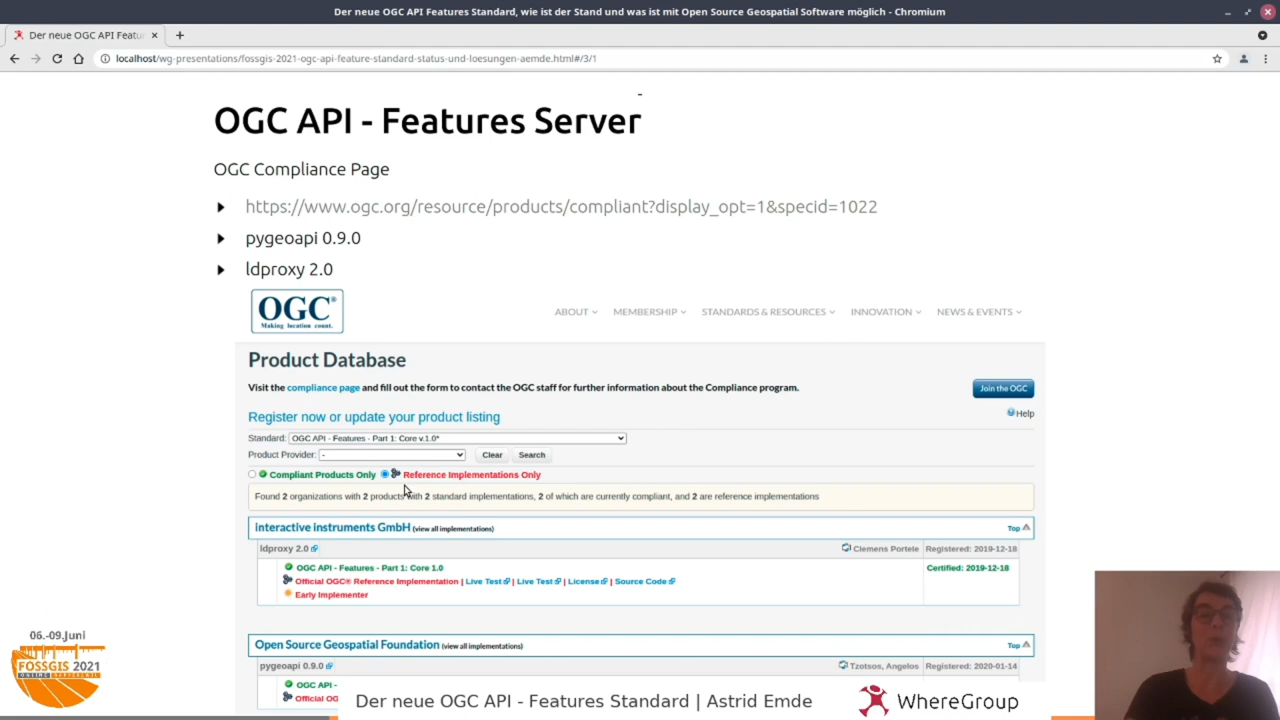 Der neue OGC API Features Standard, wie ist der Stand und was ist mit Open Source Geospatial Software möglich - Chromium
Der neue OGC API Featur
localhost/wg-presentations/fossgis-2021-ogc-api-feature-standard-status-und-loesungen-aemde.html#/3/1
OGC API - Features Server
OGC Compliance Page
https://www.ogc.org/resource/products/compliant?display_opt=1&specid=1022
pygeoapi 0.9.0
ldproxy 2.0
OGC®
Making location count.
ABOUT MEMBERSHIP STANDARDS & RESOURCES INNOVATION NEWS & EVENTS
Product Database
Visit the compliance page and fill out the form to contact the OGC staff for further information about the Compliance program.
Join the OGC
Register now or update your product listing
Help
Standard: OGC API - Features - Part 1: Core v.1.0*
Product Provider: - Clear Search
Compliant Products Only Reference Implementations Only
Found 2 organizations with 2 products with 2 standard implementations, 2 of which are currently compliant, and 2 are reference implementations
interactive instruments GmbH (view all implementations) Top
ldproxy 2.0 Clemens Portele Registered: 2019-12-18
OGC API - Features - Part 1: Core 1.0 Certified: 2019-12-18
Official OGC® Reference Implementation | Live Test | Live Test | License | Source Code
Early Implementer
Open Source Geospatial Foundation (view all implementations) Top
pygeoapi 0.9.0 Tzotsos, Angelos Registered: 2020-01-14
OGC API -
Official OG
06.-09.Juni
FOSSGIS 2021
Der neue OGC API - Features Standard | Astrid Emde
WhereGroup